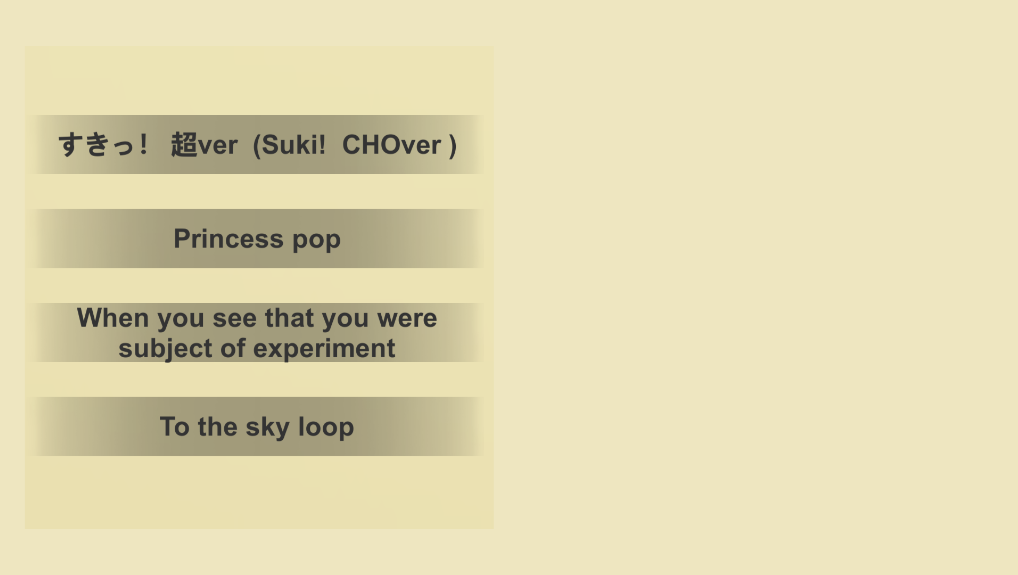 すきっ！ 超ver (Suki! CHOver )
Princess pop
When you see that you were
subject of experiment
To the sky loop